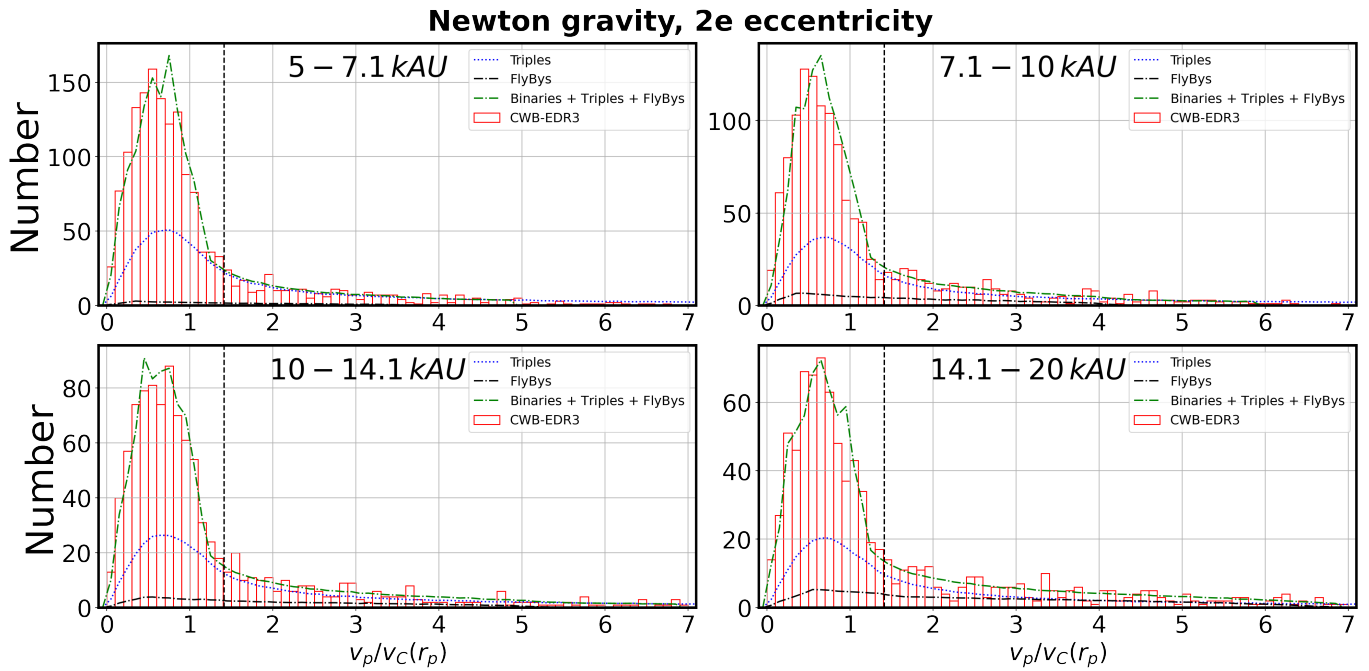 Newton gravity, 2e eccentricity
5 − 7.1 kAU
Triples
FlyBys
Binaries + Triples + FlyBys
CWB-EDR3
Number
150
100
50
0
0 1 2 3 4 5 6 7
7.1 − 10 kAU
Triples
FlyBys
Binaries + Triples + FlyBys
CWB-EDR3
100
50
0
0 1 2 3 4 5 6 7
10 − 14.1 kAU
Triples
FlyBys
Binaries + Triples + FlyBys
CWB-EDR3
Number
80
60
40
20
0
0 1 2 3 4 5 6 7
v_p/v_C(r_p)
14.1 − 20 kAU
Triples
FlyBys
Binaries + Triples + FlyBys
CWB-EDR3
60
40
20
0
0 1 2 3 4 5 6 7
v_p/v_C(r_p)